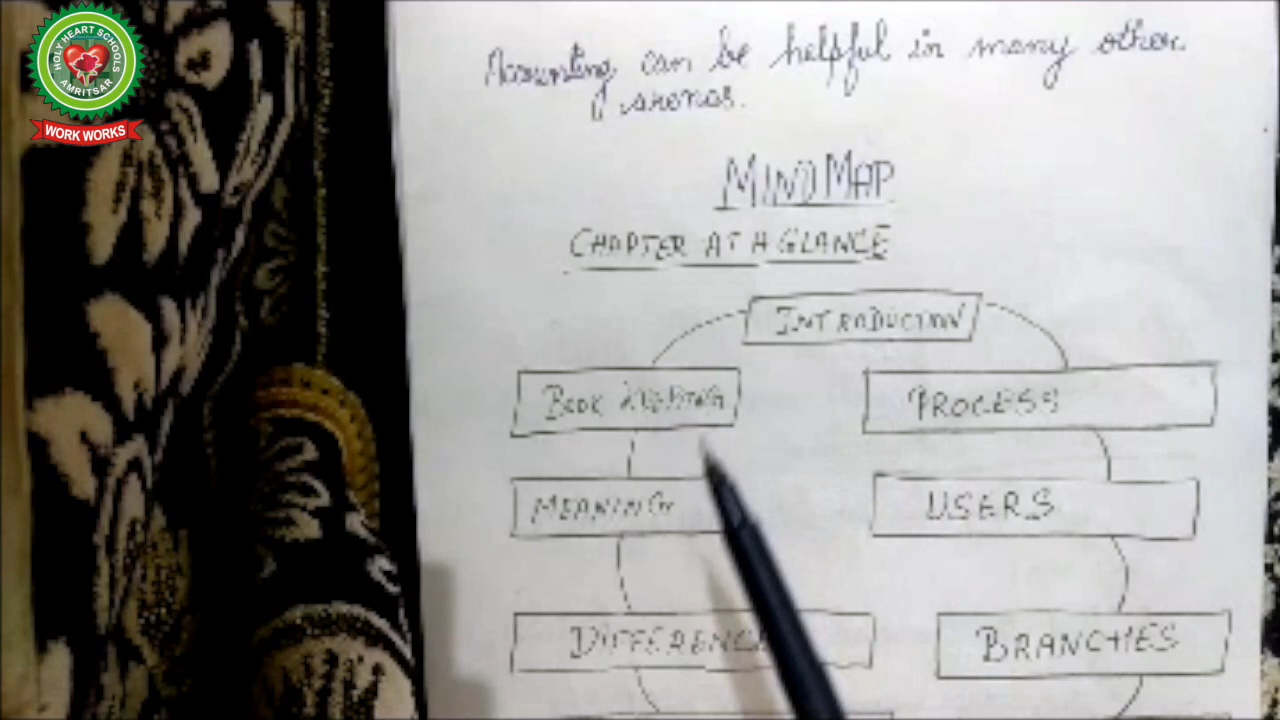 HOLY HEART SCHOOLS
AMRITSAR
WORK WORKS
Accounting can be helpful in many other
arenas.
MIND MAP
CHAPTER AT A GLANCE
INTRODUCTION
BOOK KEEPING
PROCESS
MEANING
USERS
DIFFERENCE
BRANCHES